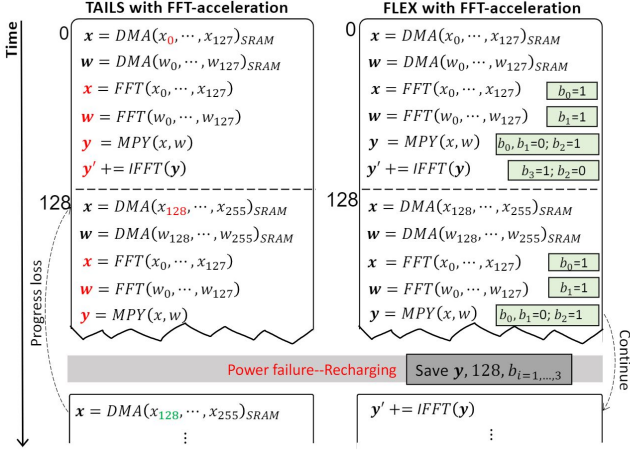 TAILS with FFT-acceleration
FLEX with FFT-acceleration
Time
0
x = DMA(x₀, ⋯, x₁₂₇)SRAM
w = DMA(w₀, ⋯, w₁₂₇)SRAM
x = FFT(x₀, ⋯, x₁₂₇)
w = FFT(w₀, ⋯, w₁₂₇)
y = MPY(x, w)
y′ += IFFT(y)
128
x = DMA(x₁₂₈, ⋯, x₂₅₅)SRAM
w = DMA(w₁₂₈, ⋯, w₂₅₅)SRAM
x = FFT(x₀, ⋯, x₁₂₇)
w = FFT(w₀, ⋯, w₁₂₇)
y = MPY(x, w)
Progress loss
0
x = DMA(x₀, ⋯, x₁₂₇)SRAM
w = DMA(w₀, ⋯, w₁₂₇)SRAM
x = FFT(x₀, ⋯, x₁₂₇) b₀=1
w = FFT(w₀, ⋯, w₁₂₇) b₁=1
y = MPY(x, w) b₀, b₁=0; b₂=1
y′ += IFFT(y) b₃=1; b₂=0
128
x = DMA(x₁₂₈, ⋯, x₂₅₅)SRAM
w = DMA(w₁₂₈, ⋯, w₂₅₅)SRAM
x = FFT(x₀, ⋯, x₁₂₇) b₀=1
w = FFT(w₀, ⋯, w₁₂₇) b₁=1
y = MPY(x, w) b₀, b₁=0; b₂=1
Continue
Power failure--Recharging
Save y, 128, bᵢ₌₁,...,₃
x = DMA(x₁₂₈, ⋯, x₂₅₅)SRAM
⋮
y′ += IFFT(y)
⋮